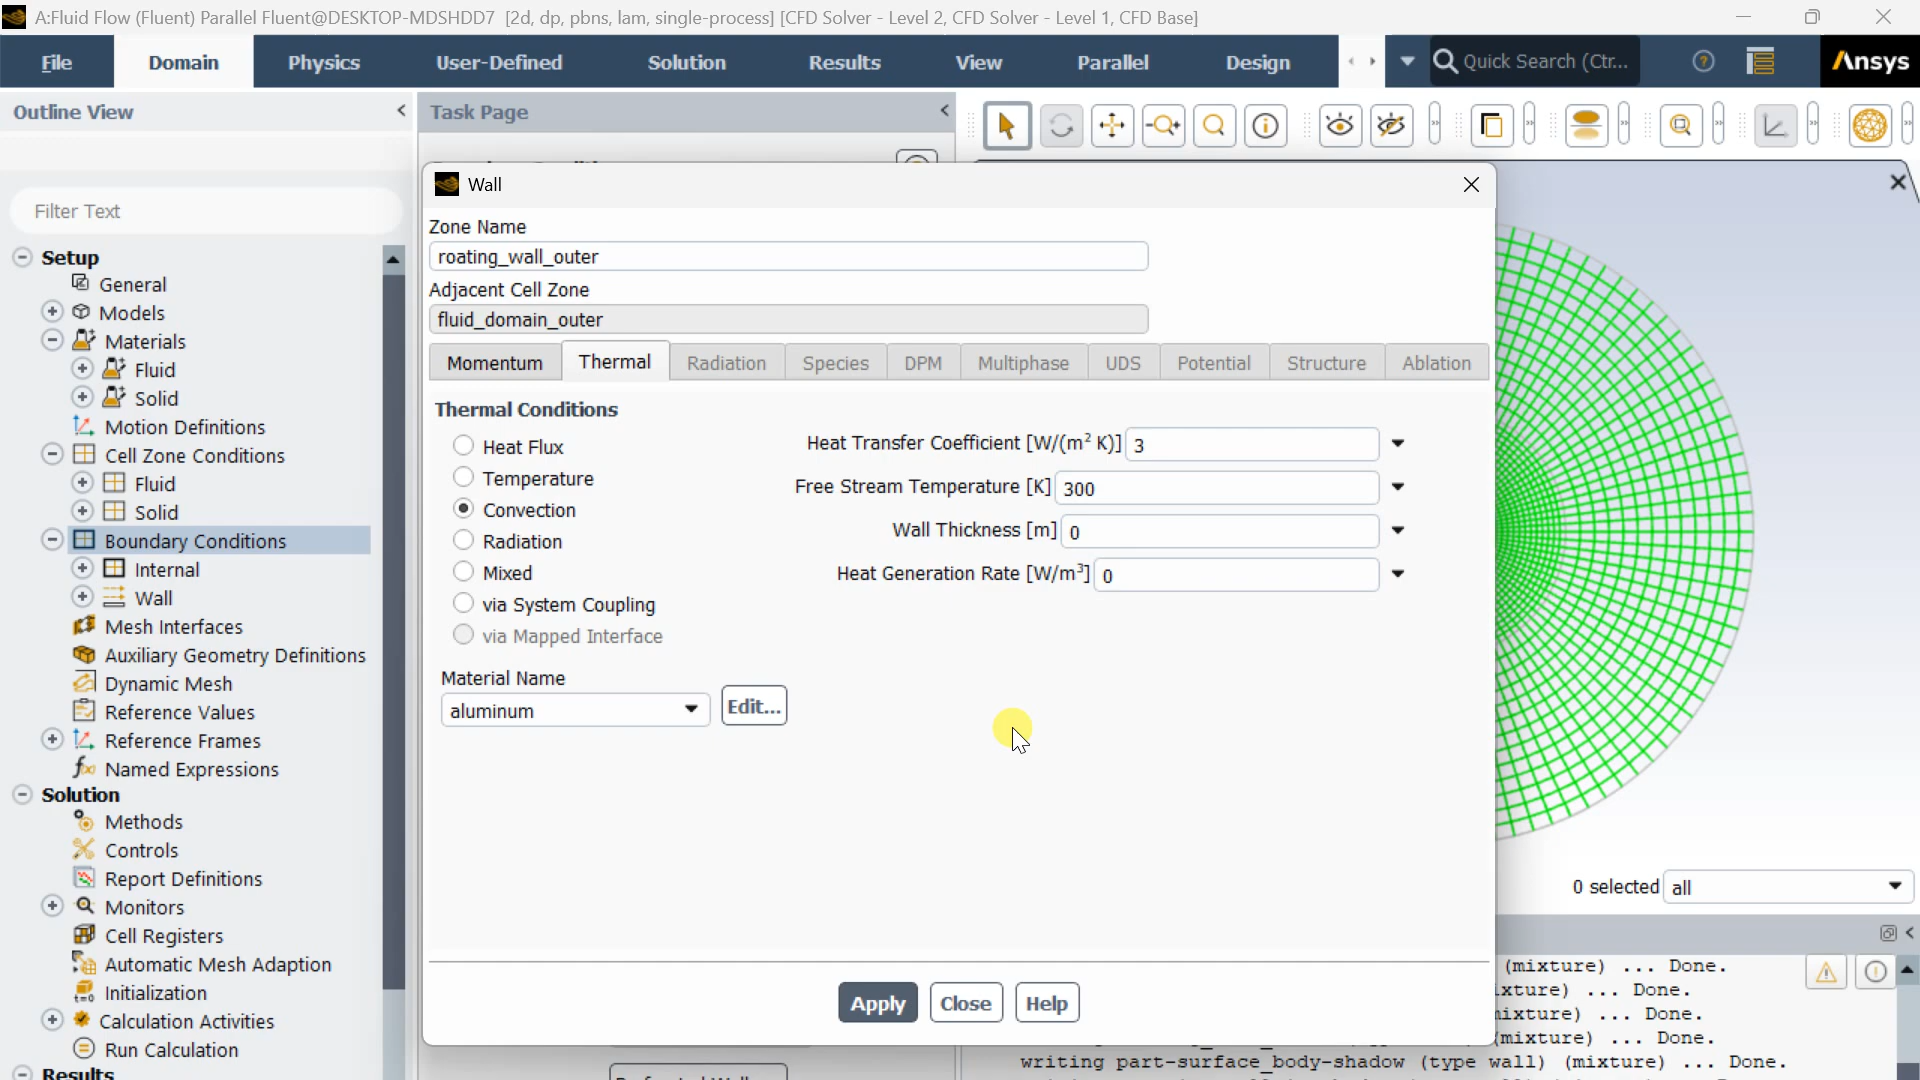 A:Fluid Flow (Fluent) Parallel Fluent@DESKTOP-MDSHDD7 [2d, dp, pbns, lam, single-process] [CFD Solver - Level 2, CFD Solver - Level 1, CFD Base]
File Domain Physics User-Defined Solution Results View Parallel Design Quick Search (Ctr... Ansys
Outline View
Task Page
Filter Text
Setup
General
Models
Materials
Fluid
Solid
Motion Definitions
Cell Zone Conditions
Fluid
Solid
Boundary Conditions
Internal
Wall
Mesh Interfaces
Auxiliary Geometry Definitions
Dynamic Mesh
Reference Values
Reference Frames
Named Expressions
Solution
Methods
Controls
Report Definitions
Monitors
Cell Registers
Automatic Mesh Adaption
Initialization
Calculation Activities
Run Calculation
Results
Wall
Zone Name
roating_wall_outer
Adjacent Cell Zone
fluid_domain_outer
Momentum Thermal Radiation Species DPM Multiphase UDS Potential Structure Ablation
Thermal Conditions
Heat Flux
Temperature
Convection
Radiation
Mixed
via System Coupling
via Mapped Interface
Heat Transfer Coefficient [W/(m² K)] 3
Free Stream Temperature [K] 300
Wall Thickness [m] 0
Heat Generation Rate [W/m³] 0
Material Name
aluminum Edit...
Apply Close Help
0 selected all
(mixture) ... Done.
ixture) ... Done.
ixture) ... Done.
(mixture) ... Done.
writing part-surface_body-shadow (type wall) (mixture) ... Done.